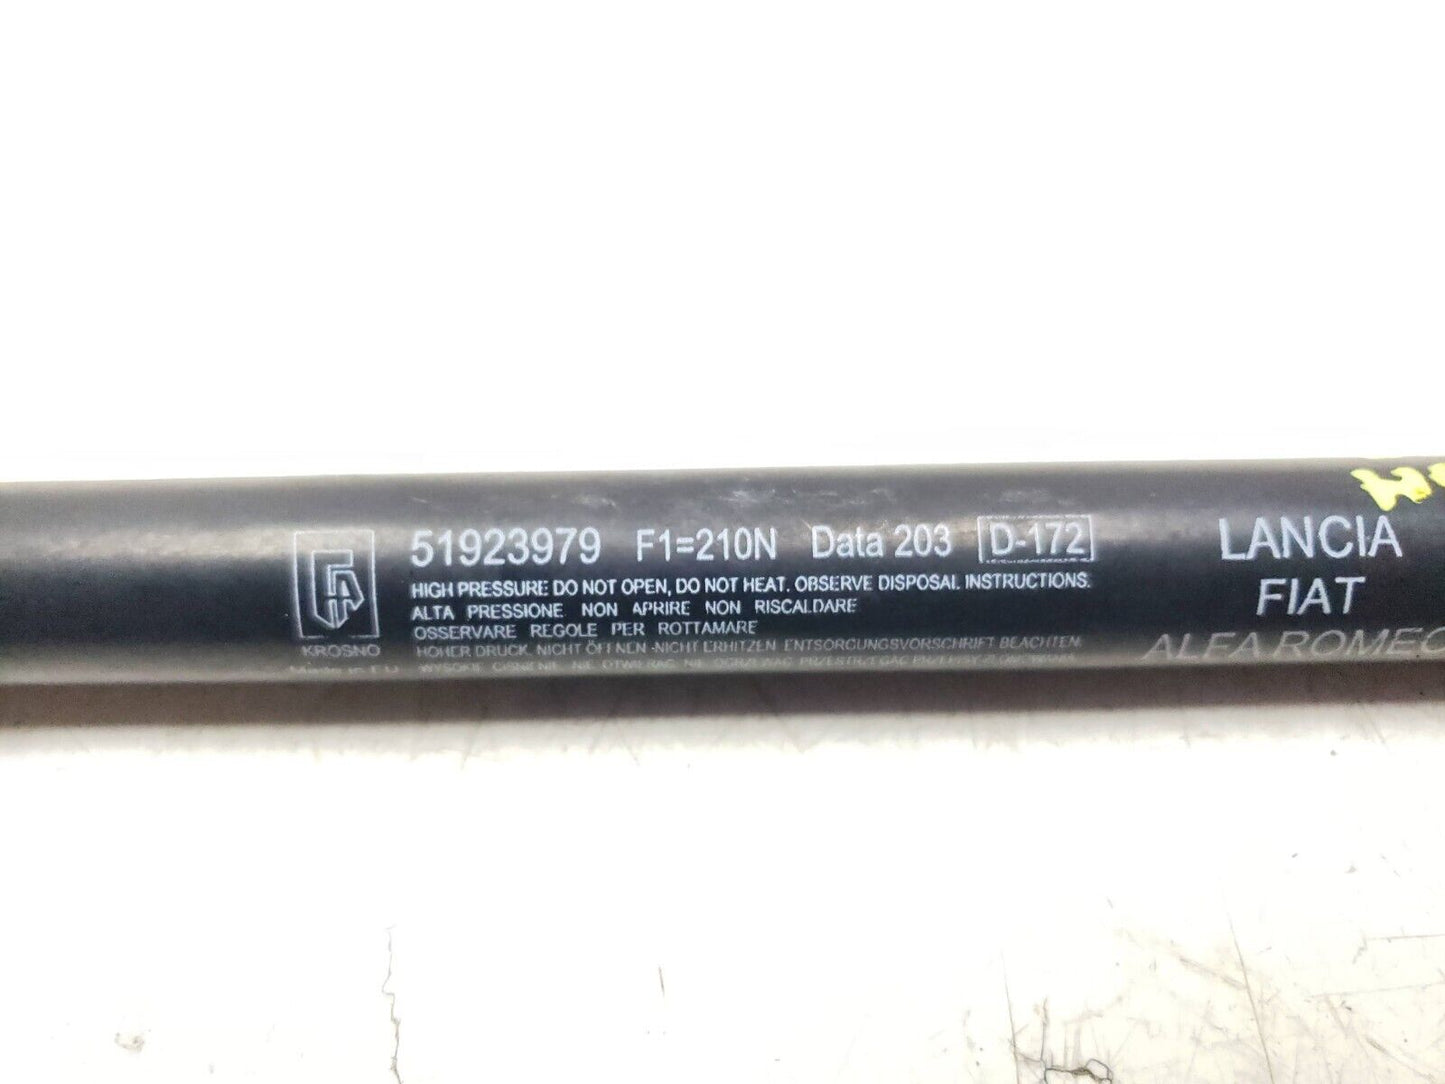 51923979 F1=210N Data 203 D-172
HIGH PRESSURE DO NOT OPEN, DO NOT HEAT. OBSERVE DISPOSAL INSTRUCTIONS.
ALTA PRESSIONE NON APRIRE NON RISCALDARE
OSSERVARE REGOLE PER ROTTAMARE
HOHER DRUCK. NICHT ÖFFNEN-NICHT ERHITZEN ENTSORGUNGSVORSCHRIFT BEACHTEN
KROSNO
LANCIA
FIAT
ALFA ROMEO